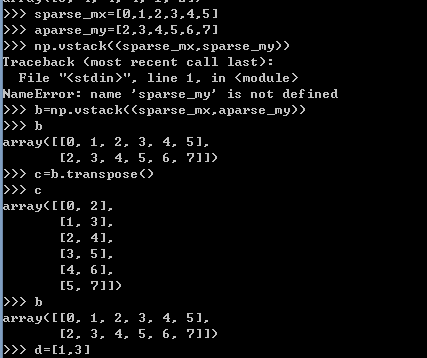 >>> sparse_mx=[0,1,2,3,4,5]
>>> aparse_my=[2,3,4,5,6,7]
>>> np.vstack((sparse_mx,sparse_my))
Traceback (most recent call last):
  File "<stdin>", line 1, in <module>
NameError: name 'sparse_my' is not defined
>>> b=np.vstack((sparse_mx,aparse_my))
>>> b
array([[0, 1, 2, 3, 4, 5],
       [2, 3, 4, 5, 6, 7]])
>>> c=b.transpose()
>>> c
array([[0, 2],
       [1, 3],
       [2, 4],
       [3, 5],
       [4, 6],
       [5, 7]])
>>> b
array([[0, 1, 2, 3, 4, 5],
       [2, 3, 4, 5, 6, 7]])
>>> d=[1,3]